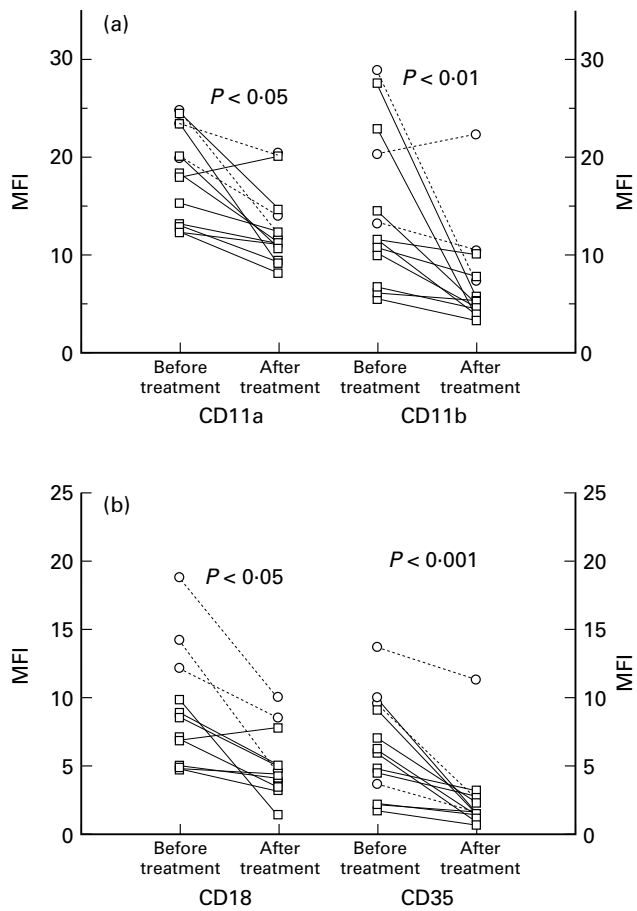 (a)
P < 0·05
P < 0·01
MFI
30
20
10
0
30
20
10
0
MFI
Before treatment
After treatment
Before treatment
After treatment
CD11a
CD11b
(b)
P < 0·05
P < 0·001
MFI
25
20
15
10
5
0
25
20
15
10
5
0
MFI
Before treatment
After treatment
Before treatment
After treatment
CD18
CD35